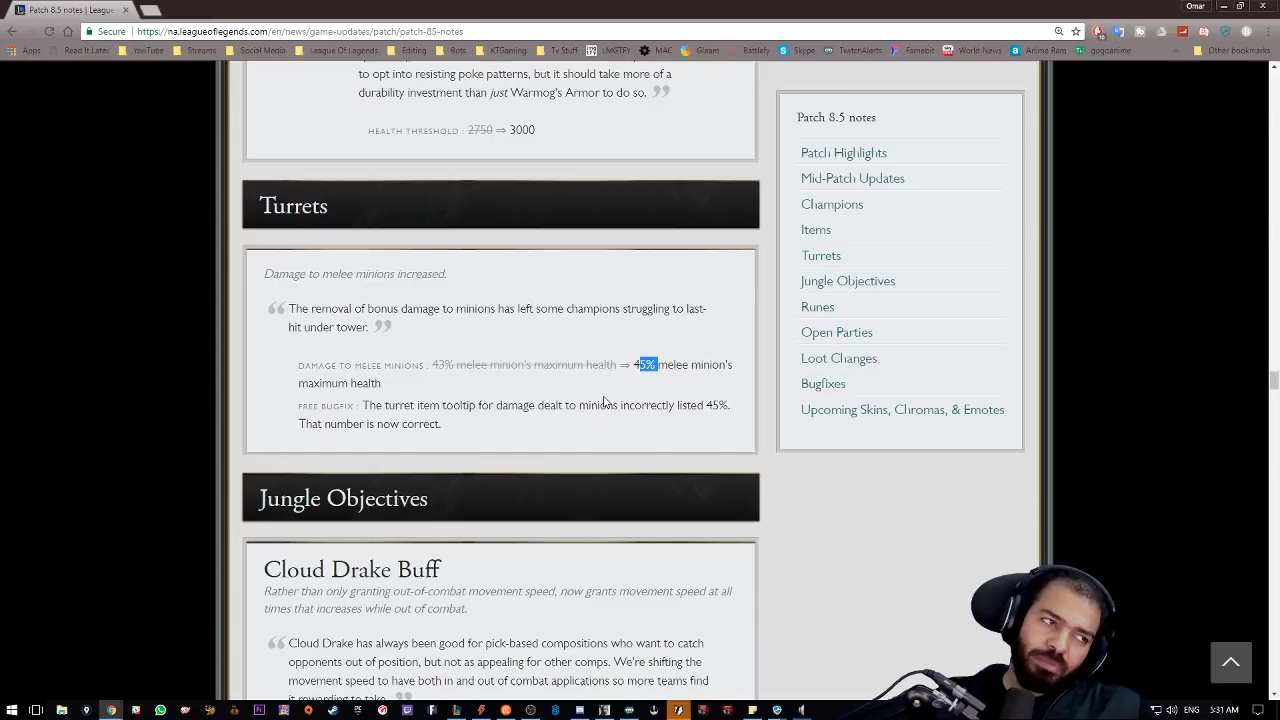 Patch 8.5 notes | League
Omar
Secure
https://na.leagueoflegends.com/en/news/game-updates/patch/patch-85-notes
Apps
Read It Later
YouTube
Streams
Social Media
League Of Legends
Editing
Bots
KTGaming
Tv Stuff
LMGTFY
MAC
Gleam
Battlefy
Skype
TwitchAlerts
Famebit
World News
Anime Bam
gogoanime
Other bookmarks
to opt into resisting poke patterns, but it should take more of a
durability investment than just Warmog's Armor to do so.
HEALTH THRESHOLD : 2750 ⇒ 3000
Turrets
Damage to melee minions increased.
The removal of bonus damage to minions has left some champions struggling to last-
hit under tower.
DAMAGE TO MELEE MINIONS : 43% melee minion's maximum health ⇒ 45% melee minion's
maximum health
FREE BUGFIX : The turret item tooltip for damage dealt to minions incorrectly listed 45%.
That number is now correct.
Jungle Objectives
Cloud Drake Buff
Rather than only granting out-of-combat movement speed, now grants movement speed at all
times that increases while out of combat.
Cloud Drake has always been good for pick-based compositions who want to catch
opponents out of position, but not as appealing for other comps. We're shifting the
movement speed to have both in and out of combat applications so more teams find
it rewarding to take.
Patch 8.5 notes
Patch Highlights
Mid-Patch Updates
Champions
Items
Turrets
Jungle Objectives
Runes
Open Parties
Loot Changes
Bugfixes
Upcoming Skins, Chromas, & Emotes
ENG
5:31 AM